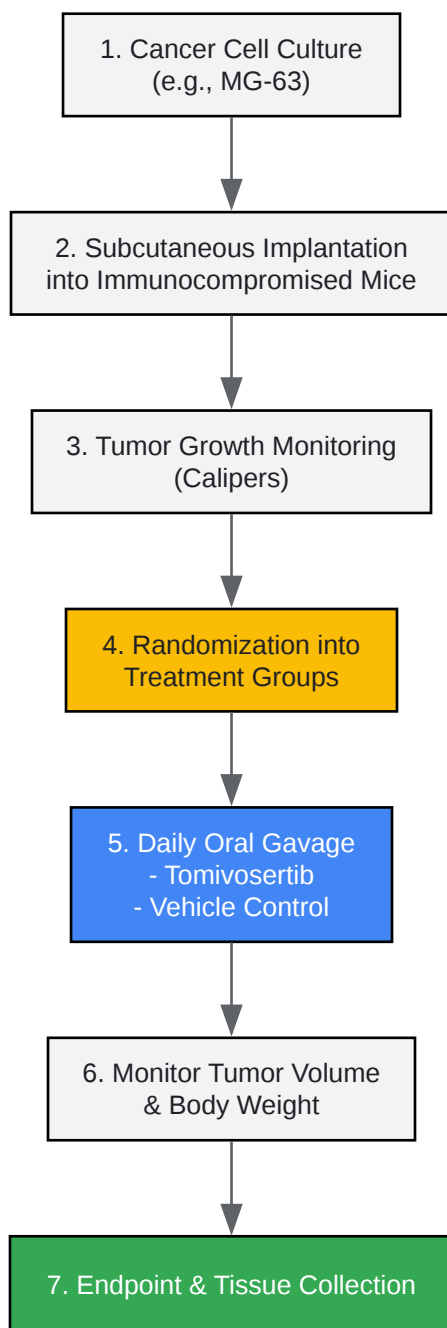 1. Cancer Cell Culture
(e.g., MG-63)
2. Subcutaneous Implantation
into Immunocompromised Mice
3. Tumor Growth Monitoring
(Calipers)
4. Randomization into
Treatment Groups
5. Daily Oral Gavage
- Tomivosertib
- Vehicle Control
6. Monitor Tumor Volume
& Body Weight
7. Endpoint & Tissue Collection